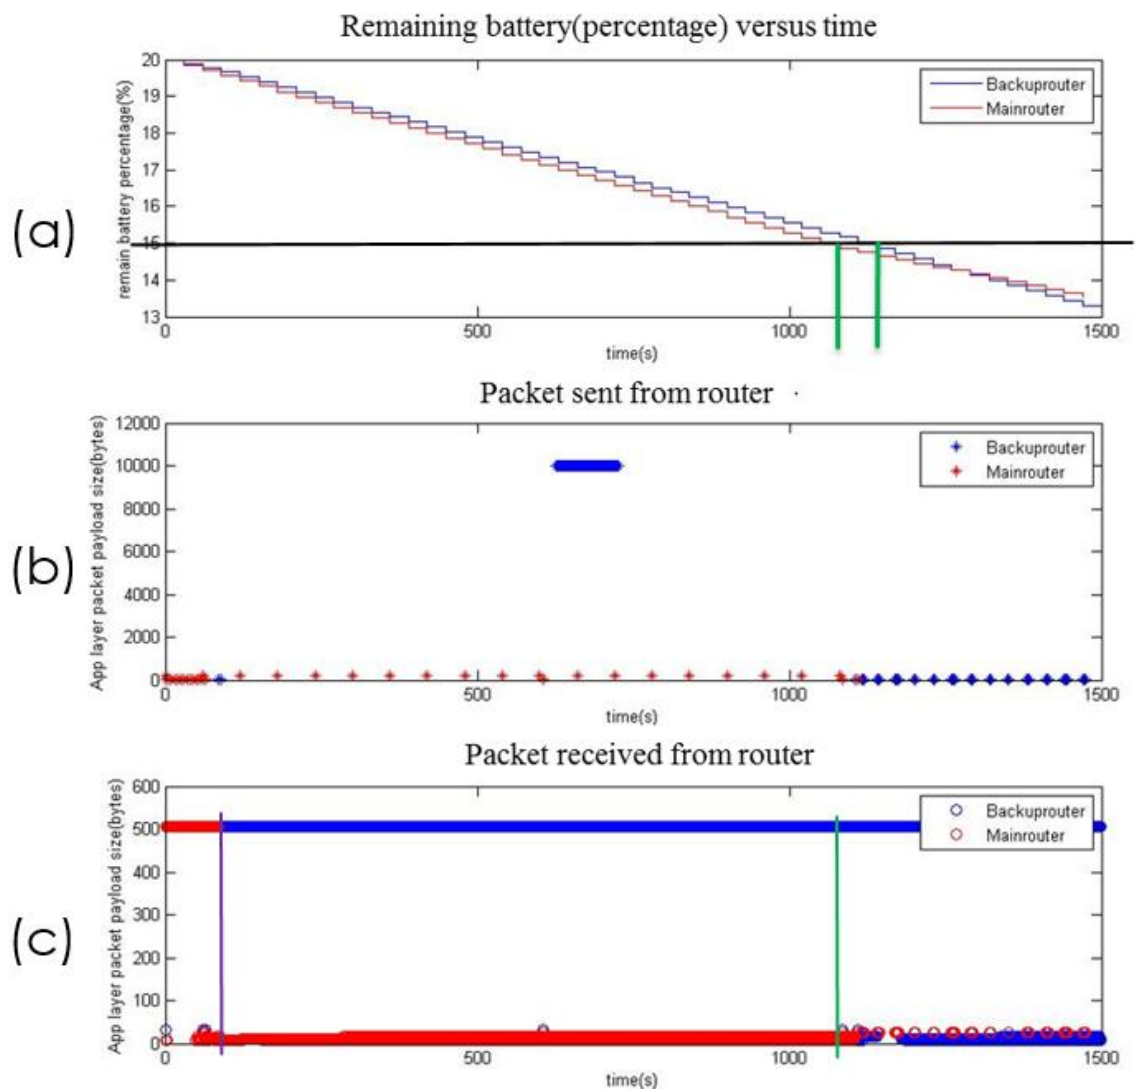 Remaining battery(percentage) versus time
(a)
remain battery percentage(%)
20
19
18
17
16
15
14
13
0
500
1000
1500
time(s)
Backuprouter
Mainrouter
Packet sent from router
(b)
App layer packet payload size(bytes)
12000
10000
8000
6000
4000
2000
0
0
500
1000
1500
time(s)
Backuprouter
Mainrouter
Packet received from router
(c)
App layer packet payload size(bytes)
600
500
400
300
200
100
0
0
500
1000
1500
time(s)
Backuprouter
Mainrouter